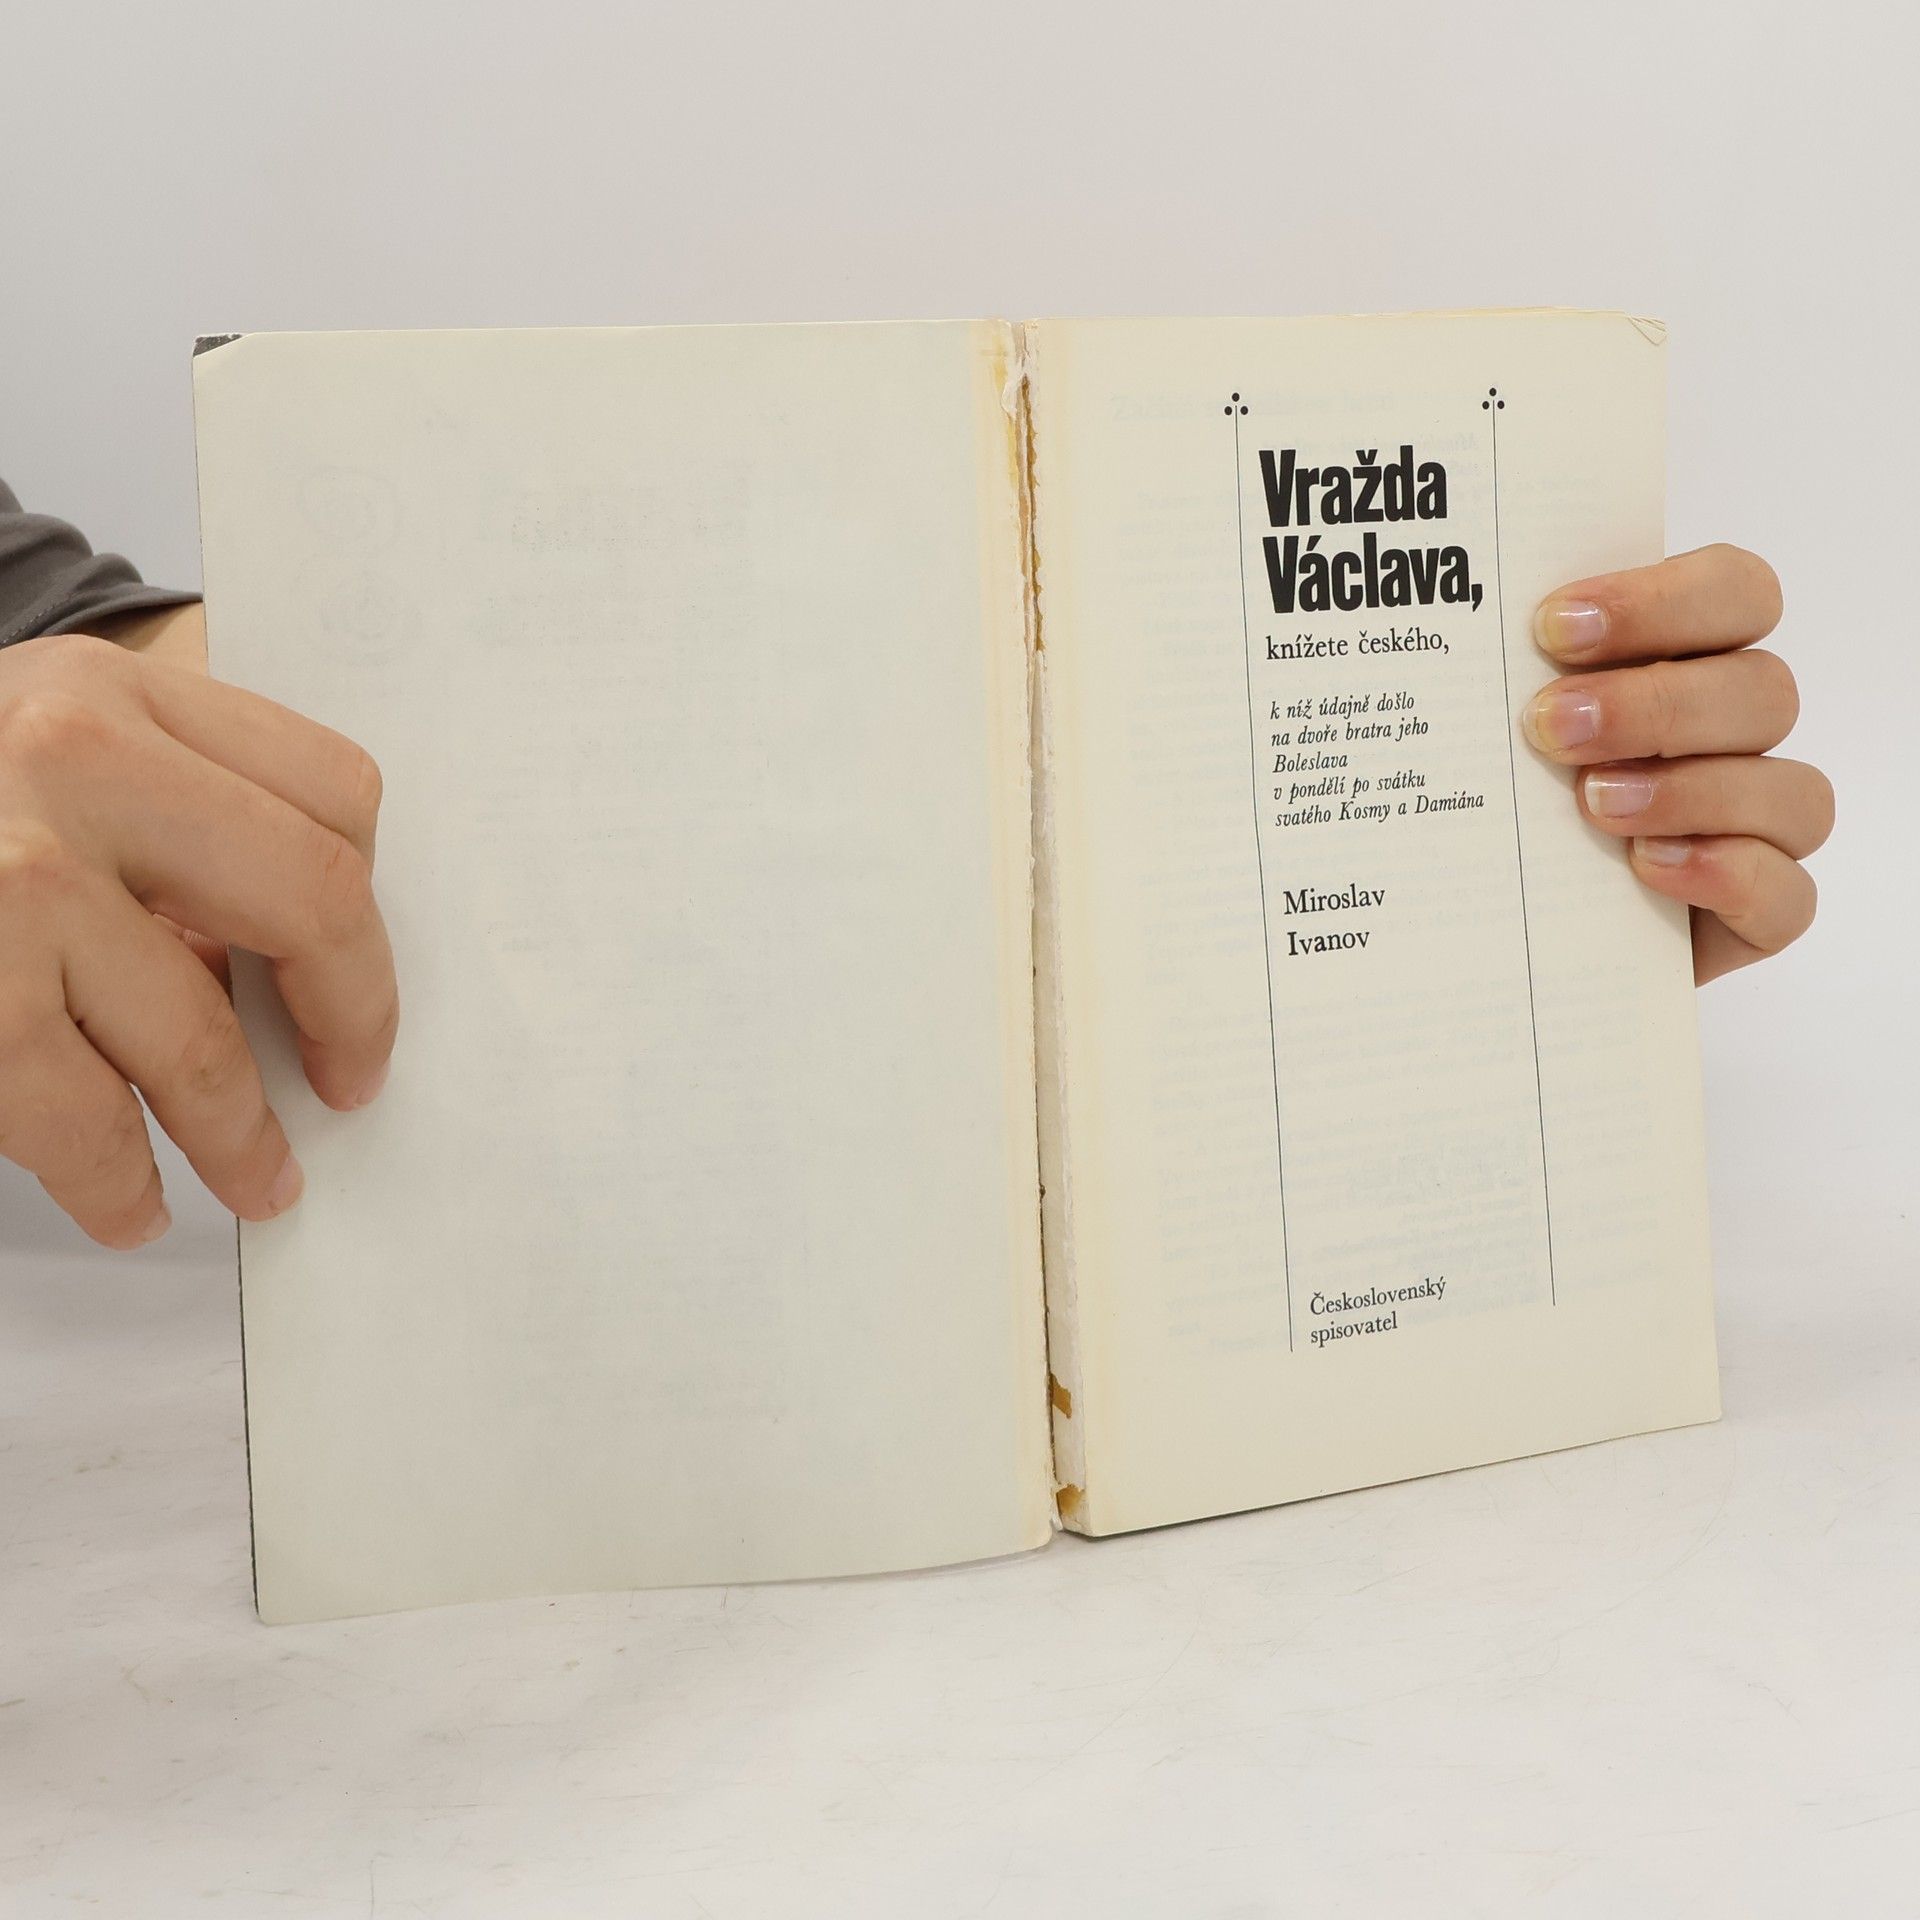 Vražda
Václava,
knížete českého,
k níž údajně došlo
na dvoře bratra jeho
Boleslava
v pondělí po svátku
svatého Kosmy a Damiána
Miroslav
Ivanov
Československý
spisovatel